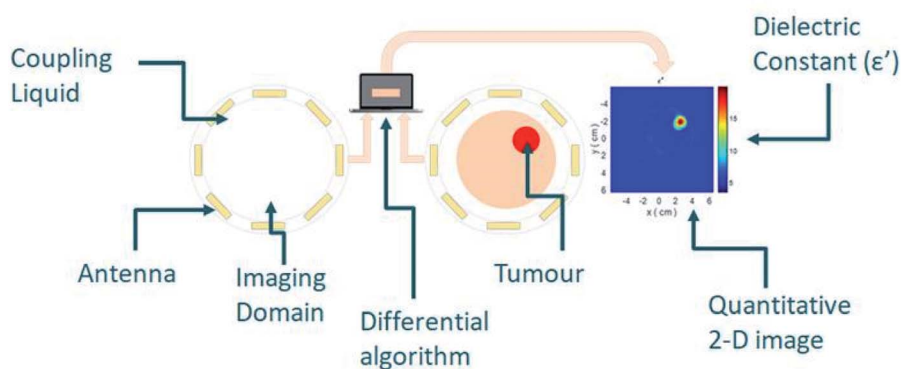 Coupling
Liquid
Dielectric
Constant (ε’)
ε'
-4
-2
0
2
4
6
y ( cm )
-4 -2 0 2 4 6
x ( cm )
15
10
5
Antenna
Imaging
Domain
Differential
algorithm
Tumour
Quantitative
2-D image